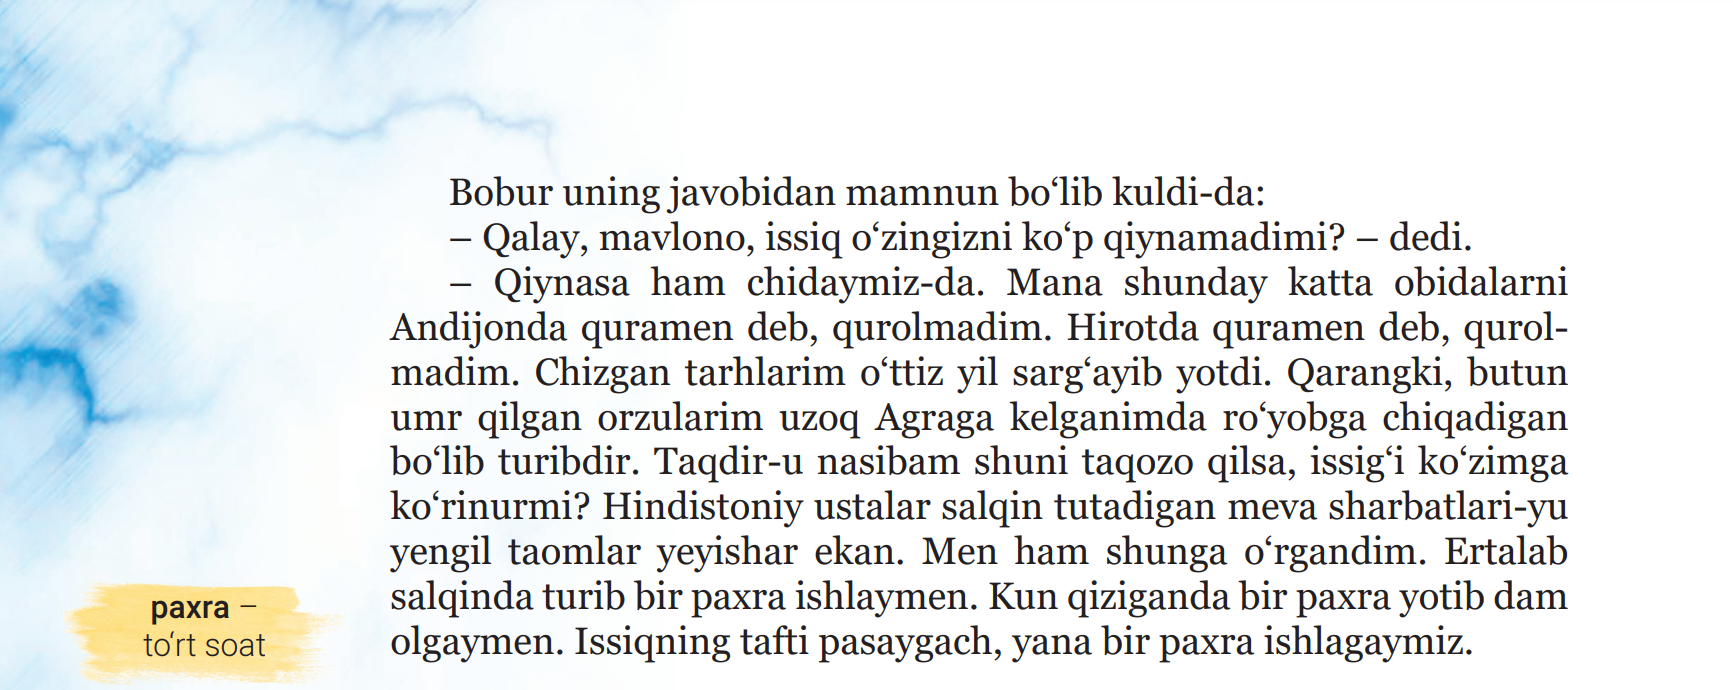 Bobur uning javobidan mamnun bo‘lib kuldi-da:
– Qalay, mavlono, issiq o‘zingizni ko‘p qiynamadimi? – dedi.
– Qiynasa ham chidaymiz-da. Mana shunday katta obidalarni
Andijonda quramen deb, qurolmadim. Hirotda quramen deb, qurol-
madim. Chizgan tarhlarim o‘ttiz yil sarg‘ayib yotdi. Qarangki, butun
umr qilgan orzularim uzoq Agraga kelganimda ro‘yobga chiqadigan
bo‘lib turibdir. Taqdir-u nasibam shuni taqozo qilsa, issig‘i ko‘zimga
ko‘rinurmi? Hindistoniy ustalar salqin tutadigan meva sharbatlari-yu
yengil taomlar yeyishar ekan. Men ham shunga o‘rgandim. Ertalab
salqinda turib bir paxra ishlaymen. Kun qiziganda bir paxra yotib dam
olgaymen. Issiqning tafti pasaygach, yana bir paxra ishlagaymiz.
paxra –
to‘rt soat